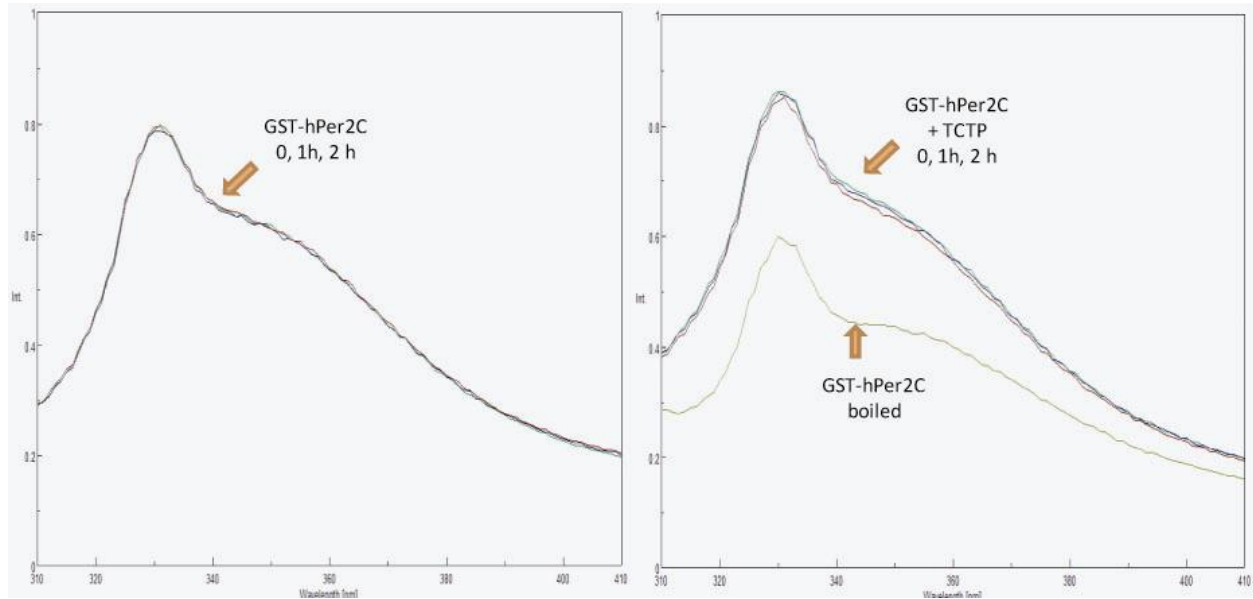 1
0.8
0.6
0.4
0.2
0
Int.
310
320
340
360
380
400
410
Wavelength [nm]
GST-hPer2C
0, 1h, 2 h
1
0.8
0.6
0.4
0.2
0
Int.
310
320
340
360
380
400
410
Wavelength [nm]
GST-hPer2C
+ TCTP
0, 1h, 2 h
GST-hPer2C
boiled